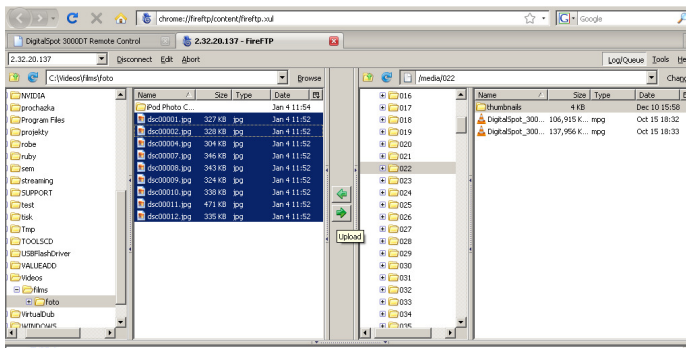 chrome://fireftp/content/fireftp.xul
Google
DigitalSpot 3000DT Remote Control
2.32.20.137 - FireFTP
2.32.20.137
Disconnect Edit Abort
Log/Queue Tools He
C:\Videos\films\foto
Browse
/media/022
Chang
NVIDIA
prochazka
Program Files
projekty
robe
ruby
sem
streaming
SUPPORT
test
tisk
Tmp
TOOLSCD
USBFlashDriver
VALUEADD
Videos
films
foto
VirtualDub
WINDOWS
Name Size Type Date
iPod Photo C... Jan 4 11:54
dsc00001.jpg 327 KB jpg Jan 4 11:52
dsc00002.jpg 328 KB jpg Jan 4 11:52
dsc00004.jpg 304 KB jpg Jan 4 11:52
dsc00007.jpg 346 KB jpg Jan 4 11:52
dsc00008.jpg 343 KB jpg Jan 4 11:52
dsc00009.jpg 324 KB jpg Jan 4 11:52
dsc00010.jpg 338 KB jpg Jan 4 11:52
dsc00011.jpg 471 KB jpg Jan 4 11:52
dsc00012.jpg 335 KB jpg Jan 4 11:52
Upload
016
017
018
019
020
021
022
023
024
025
026
027
028
029
030
031
032
033
034
035
Name Size Type Date
thumbnails 4 KB Dec 10 15:58
DigitalSpot_300... 106,915 K... mpg Oct 15 18:32
DigitalSpot_300... 137,956 K... mpg Oct 15 18:33